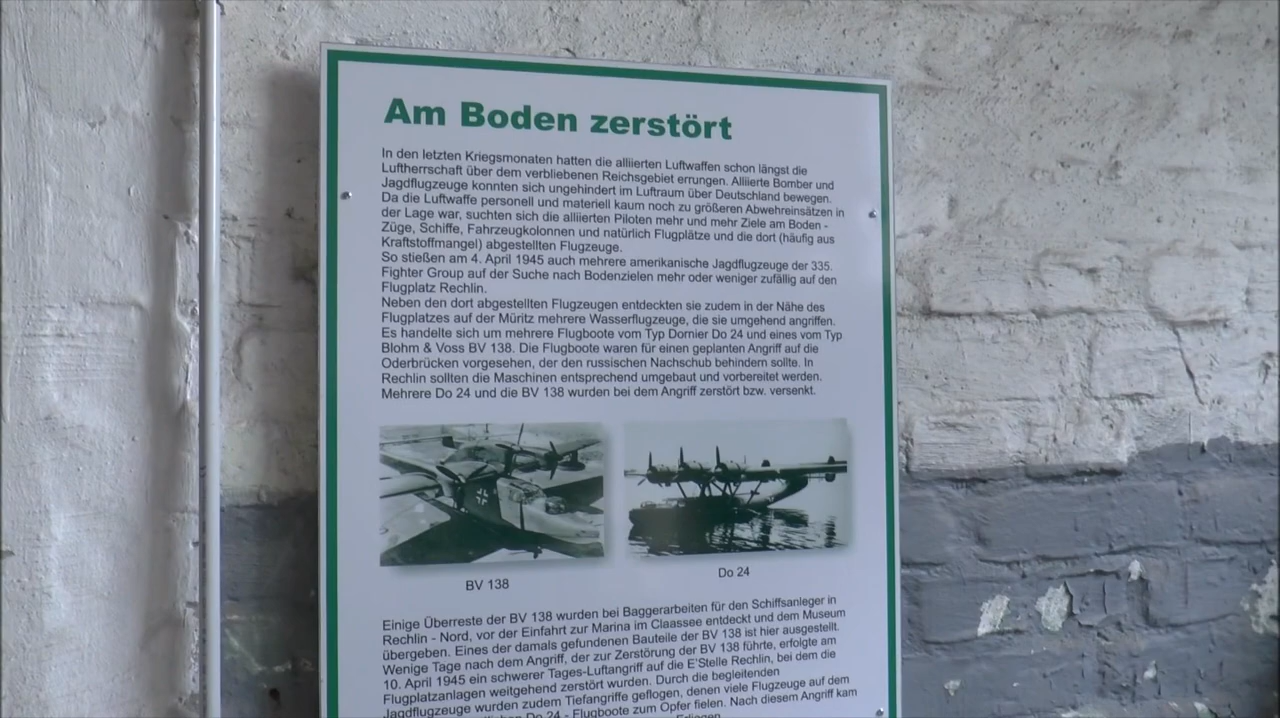 Am Boden zerstört
In den letzten Kriegsmonaten hatten die alliierten Luftwaffen schon längst die
Luftherrschaft über dem verbliebenen Reichsgebiet errungen. Alliierte Bomber und
Jagdflugzeuge konnten sich ungehindert im Luftraum über Deutschland bewegen.
Da die Luftwaffe personell und materiell kaum noch zu größeren Abwehreinsätzen in
der Lage war, suchten sich die alliierten Piloten mehr und mehr Ziele am Boden -
Züge, Schiffe, Fahrzeugkolonnen und natürlich Flugplätze und die dort (häufig aus
Kraftstoffmangel) abgestellten Flugzeuge.
So stießen am 4. April 1945 auch mehrere amerikanische Jagdflugzeuge der 335.
Fighter Group auf der Suche nach Bodenzielen mehr oder weniger zufällig auf den
Flugplatz Rechlin.
Neben den dort abgestellten Flugzeugen entdeckten sie zudem in der Nähe des
Flugplatzes auf der Müritz mehrere Wasserflugzeuge, die sie umgehend angriffen.
Es handelte sich um mehrere Flugboote vom Typ Dornier Do 24 und eines vom Typ
Blohm & Voss BV 138. Die Flugboote waren für einen geplanten Angriff auf die
Oderbrücken vorgesehen, der den russischen Nachschub behindern sollte. In
Rechlin sollten die Maschinen entsprechend umgebaut und vorbereitet werden.
Mehrere Do 24 und die BV 138 wurden bei dem Angriff zerstört bzw. versenkt.
BV 138
Do 24
Einige Überreste der BV 138 wurden bei Baggerarbeiten für den Schiffsanleger in
Rechlin - Nord, vor der Einfahrt zur Marina im Claassee entdeckt und dem Museum
übergeben. Eines der damals gefundenen Bauteile der BV 138 ist hier ausgestellt.
Wenige Tage nach dem Angriff, der zur Zerstörung der BV 138 führte, erfolgte am
10. April 1945 ein schwerer Tages-Luftangriff auf die E'Stelle Rechlin, bei dem die
Flugplatzanlagen weitgehend zerstört wurden. Durch die begleitenden
Jagdflugzeuge wurden zudem Tiefangriffe geflogen, denen viele Flugzeuge auf dem
Do 24 - Flugboote zum Opfer fielen. Nach diesem Angriff kam